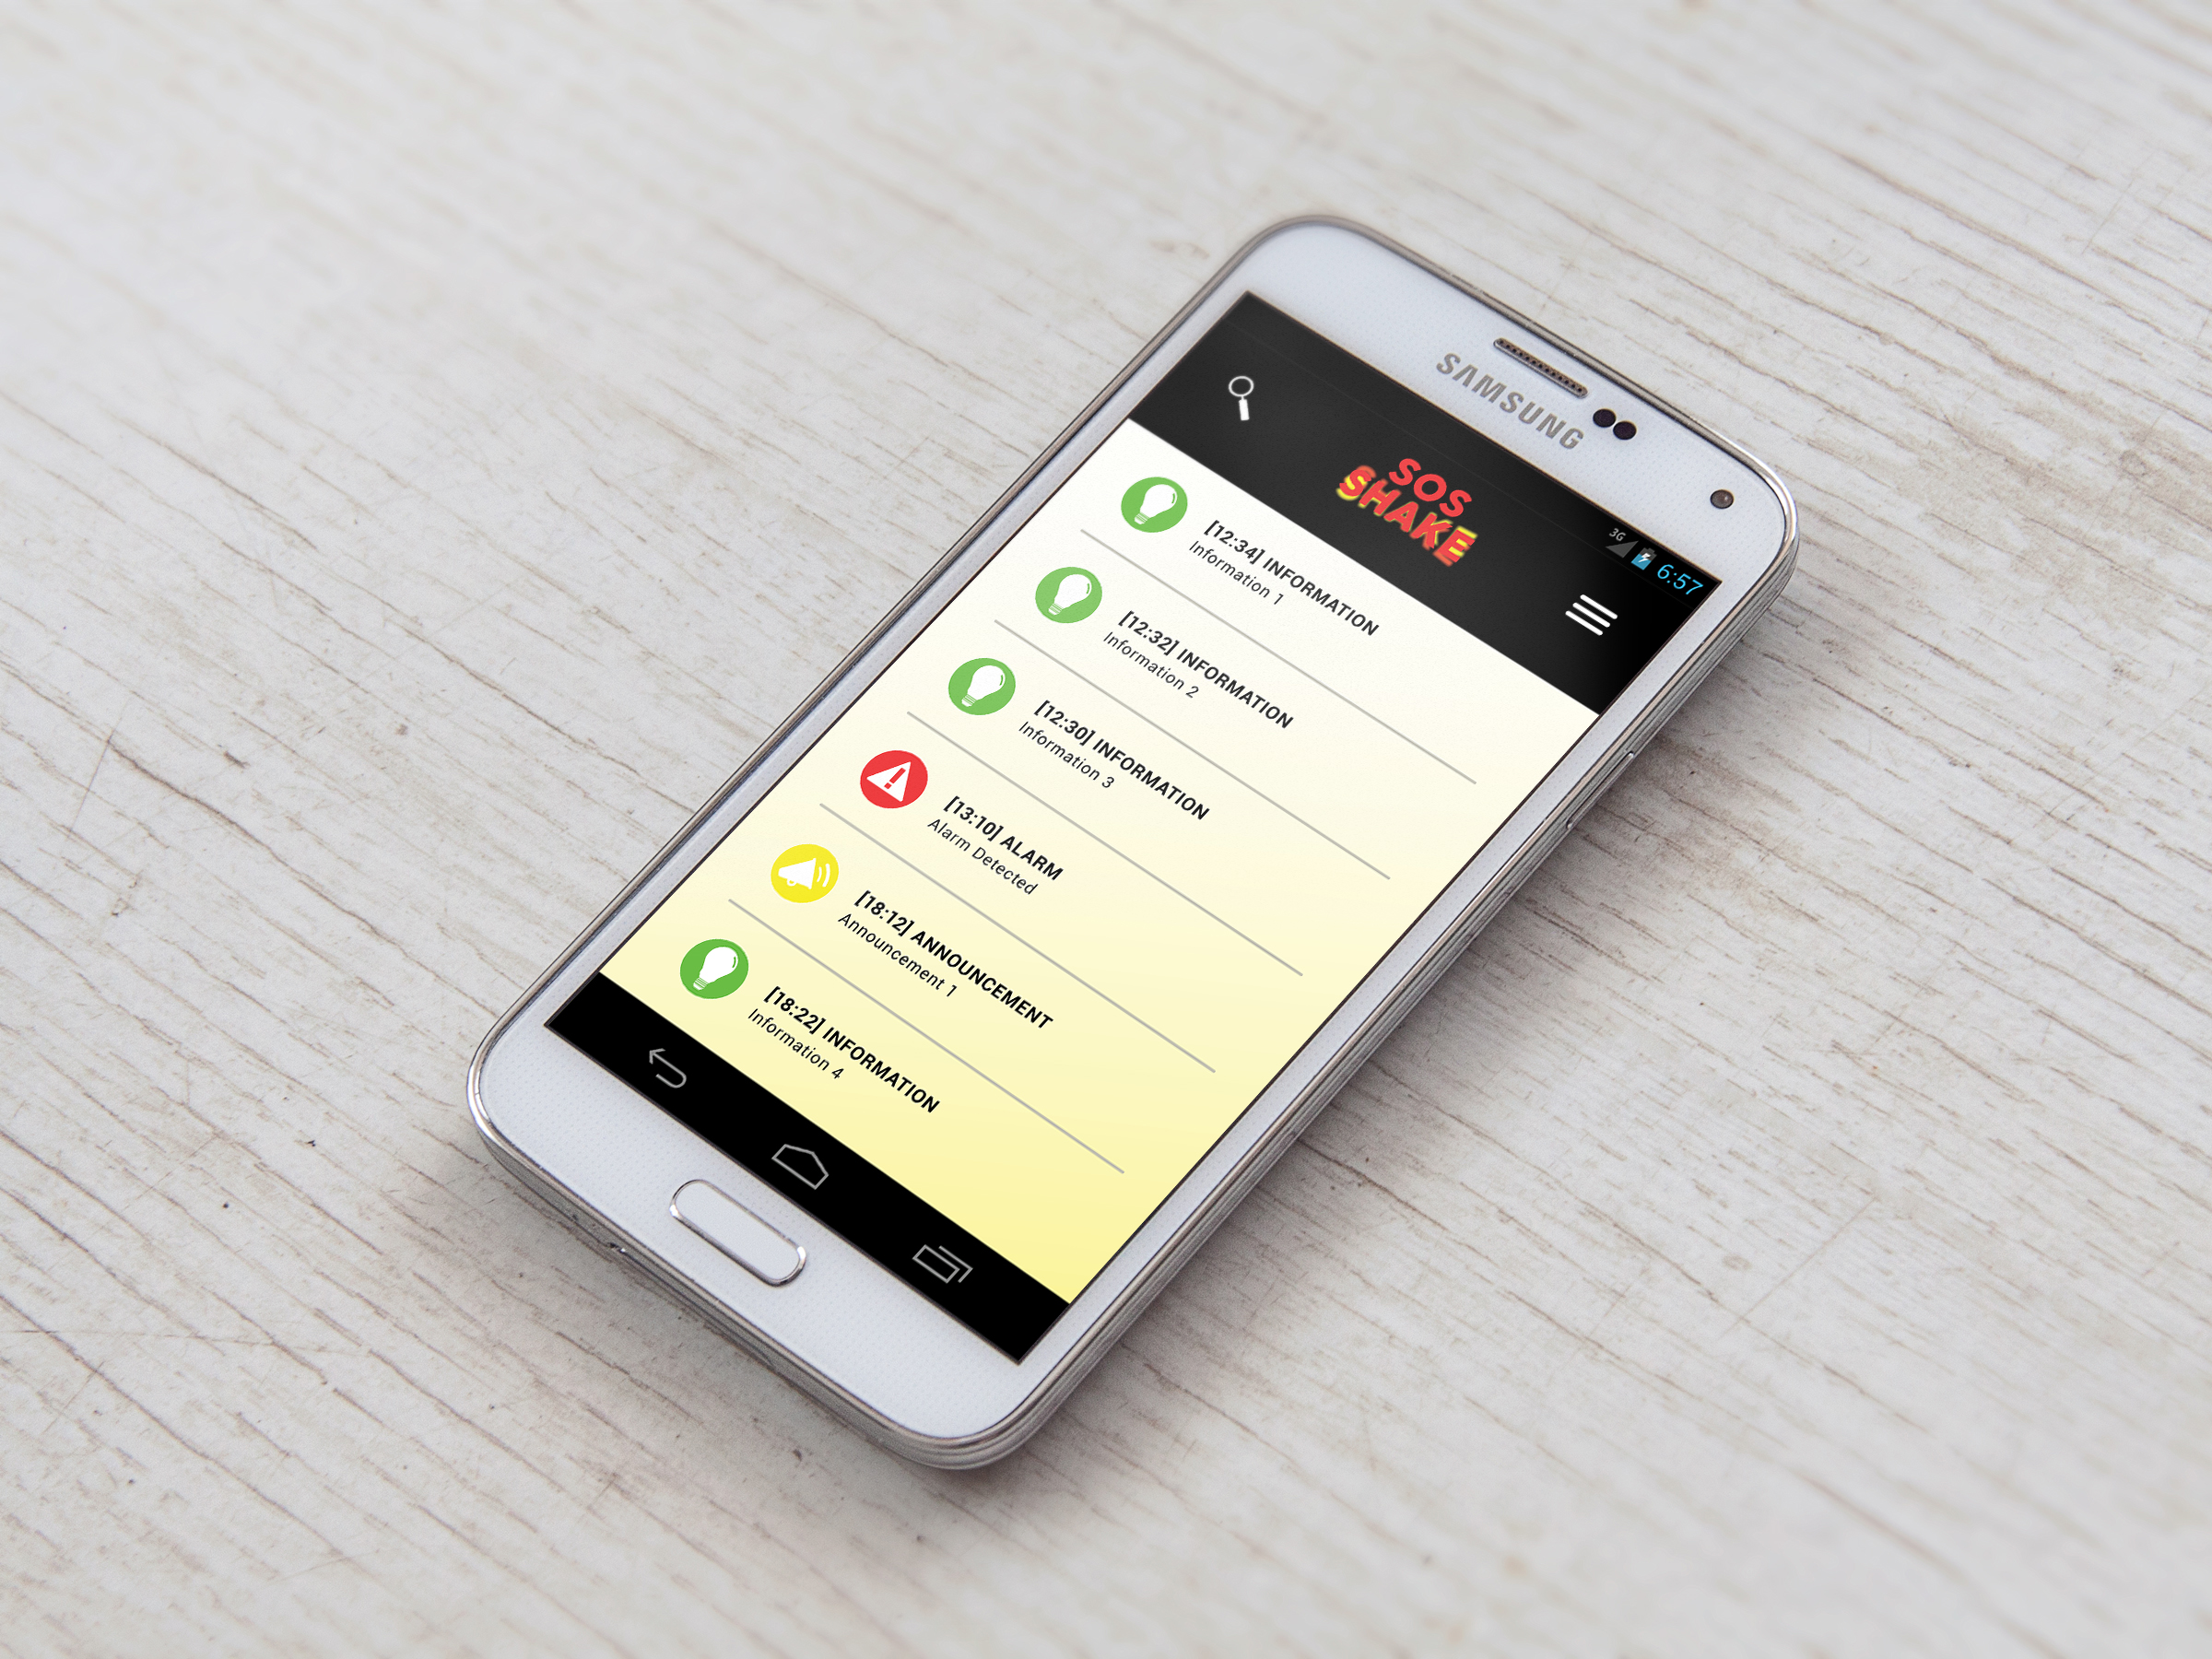 SAMSUNG
3G 6:57
SOS
SHAKE
[12:34] INFORMATION
Information 1
[12:32] INFORMATION
Information 2
[12:30] INFORMATION
Information 3
[13:10] ALARM
Alarm Detected
[18:12] ANNOUNCEMENT
Announcement 1
[18:22] INFORMATION
Information 4